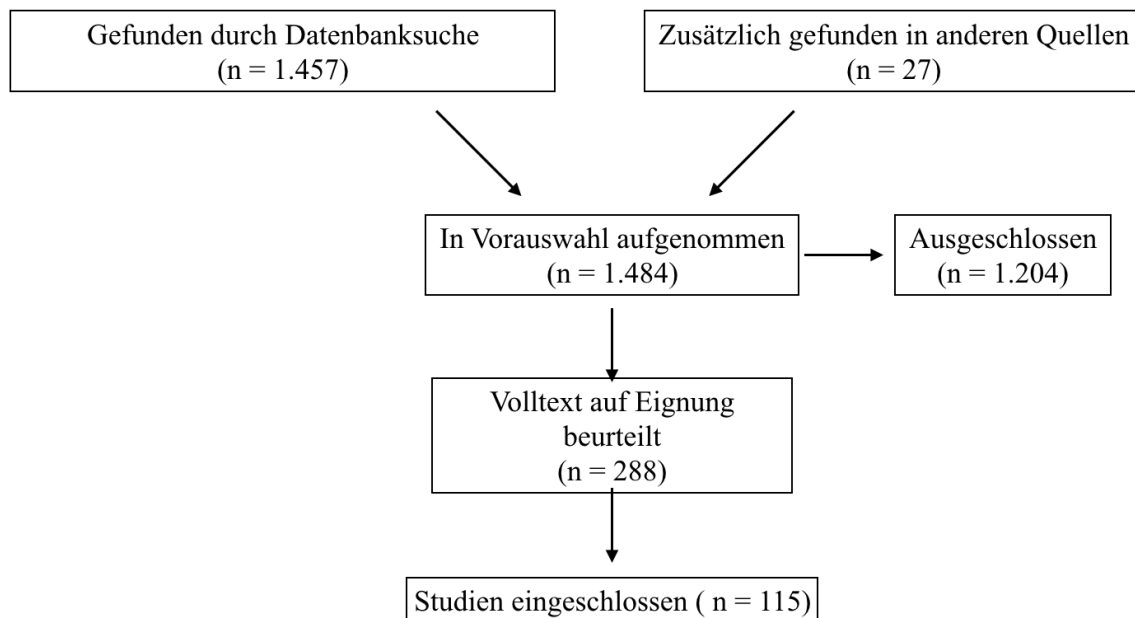 Gefunden durch Datenbanksuche
(n = 1.457)
Zusätzlich gefunden in anderen Quellen
(n = 27)
In Vorauswahl aufgenommen
(n = 1.484)
Ausgeschlossen
(n = 1.204)
Volltext auf Eignung
beurteilt
(n = 288)
Studien eingeschlossen ( n = 115)